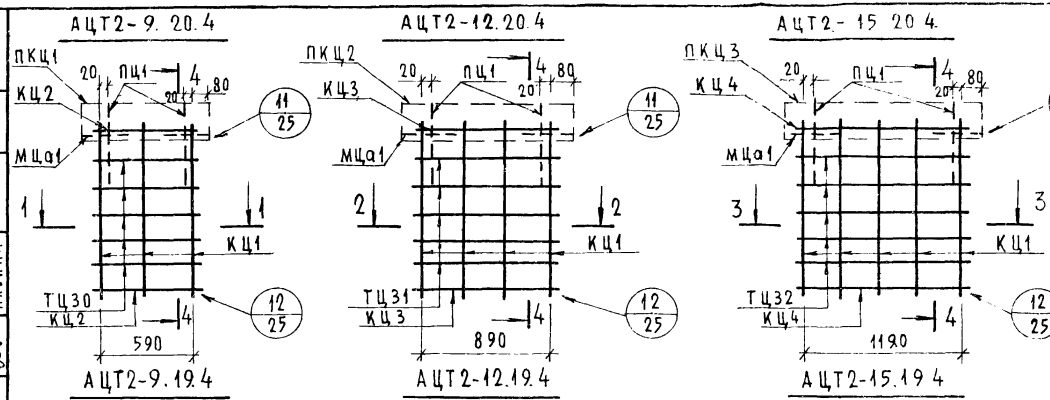 АЦТ2-9.20.4
ПКЦ1
20
ПЦ1
4
20
80
КЦ2
МЦа1
11
25
1
1
КЦ1
ТЦ30
КЦ2
4
12
25
590
АЦТ2-9.19.4
АЦТ2-12.20.4
ПКЦ2
20
ПЦ1
4
20
80
КЦ3
МЦа1
11
25
2
2
КЦ1
ТЦ31
КЦ3
4
12
25
890
АЦТ2-12.19.4
АЦТ2-15 20 4.
ПКЦ3
20
ПЦ1
4
20
80
КЦ4
МЦа1
3
3
КЦ1
ТЦ32
КЦ4
4
12
25
1190
АЦТ2-15.19 4